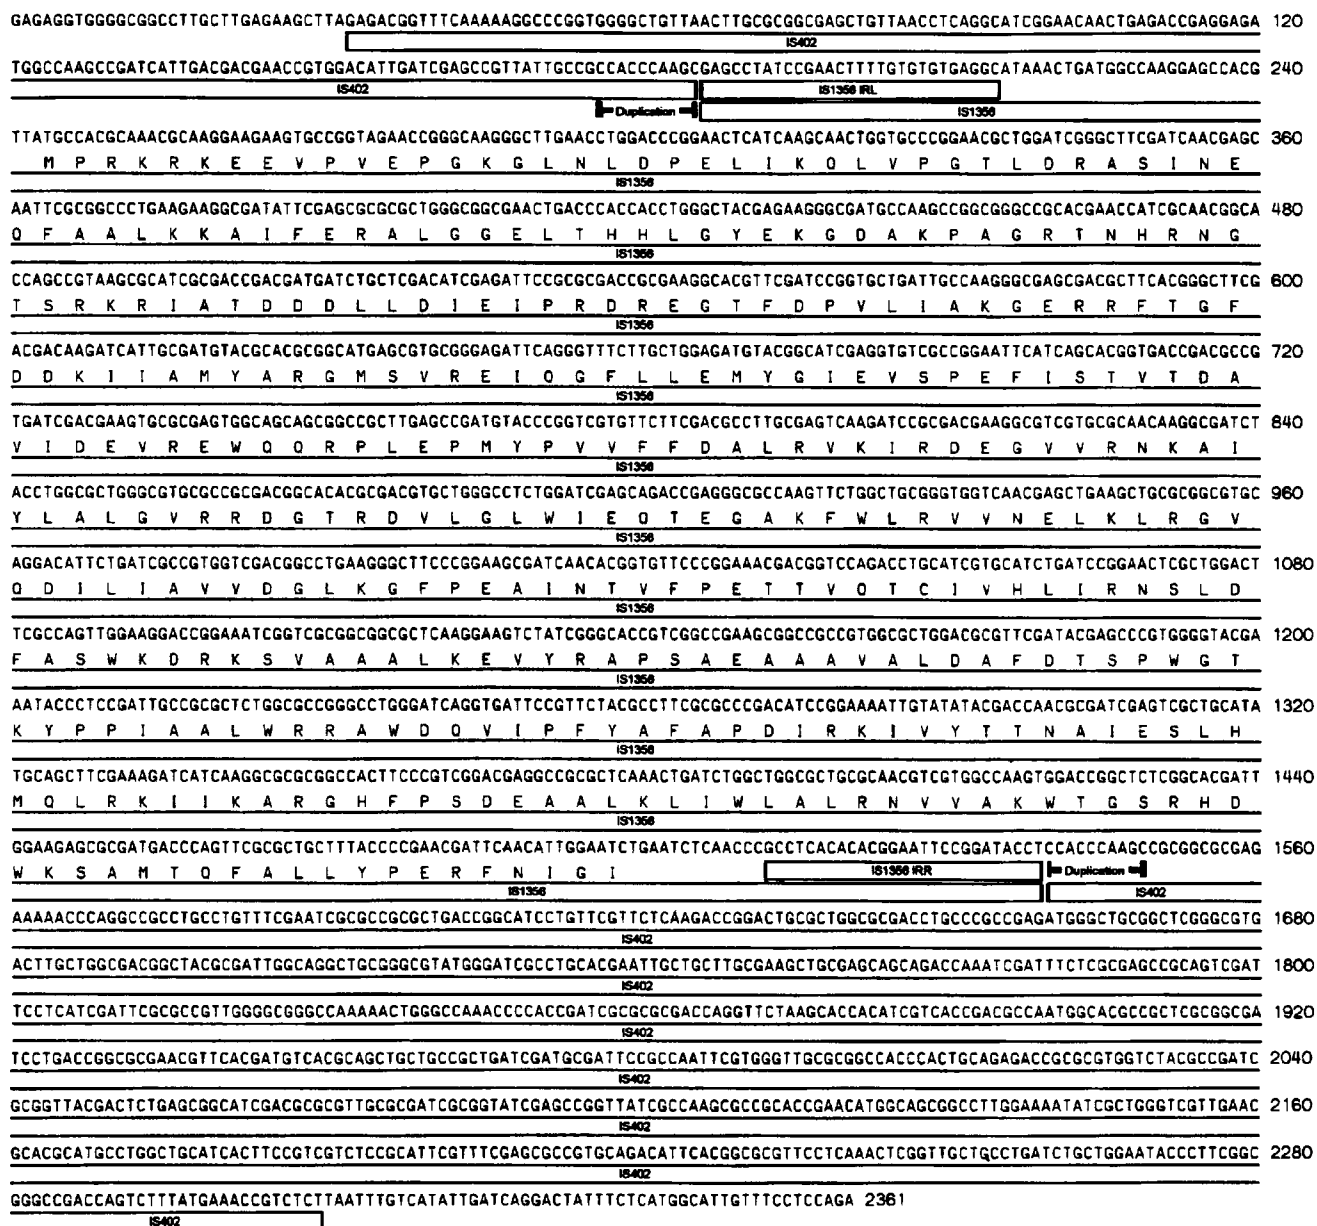 GAGAGGTGGGGCGGCCTTGCTTGAGAAGCTTAGAGACGGTTTCAAAAAGGCCCGGTGGGGCTGTTAACTTGCGCGGCGAGCTGTTAACCTCAGGCATCGGAACAACTGAGACCGAGGAGA 120
IS402
TGGCCAAGCCGATCATTGACGACGAACCGTGGACATTGATCGAGCCGTTATTGCCGCCACCCAAGCGAGCCTATCCGAACTTTTGTGTGTGAGGCATAAACTGATGGCCAAGGAGCCACG 240
IS402 IS1356 IRL
Duplication IS1356
TTATGCCACGCAAACGCAAGGAAGAAGTGCCGGTAGAACCGGGCAAGGGCTTGAACCTGGACCCGGAACTCATCAAGCAACTGGTGCCCGGAACGCTGGATCGGGCTTCGATCAACGAGC 360
M P R K R K E E V P V E P G K G L N L D P E L I K Q L V P G T L D R A S I N E
IS1356
AATTCGCGGCCCTGAAGAAGGCGATATTCGAGCGCGCGCTGGGCGGCGAACTGACCCACCACCTGGGCTACGAGAAGGGCGATGCCAAGCCGGCGGGCCGCACGAACCATCGCAACGGCA 480
Q F A A L K K A I F E R A L G G E L T H H L G Y E K G D A K P A G R T N H R N G
IS1356
CCAGCCGTAAGCGCATCGCGACCGACGATGATCTGCTCGACATCGAGATTCCGCGCGACCGCGAAGGCACGTTCGATCCGGTGCTGATTGCCAAGGGCGAGCGACGCTTCACGGGCTTCG 600
T S R K R I A T D D D L L D I E I P R D R E G T F D P V L I A K G E R R F T G F
IS1356
ACGACAAGATCATTGCGATGTACGCACGCGGCATGAGCGTGCGGGAGATTCAGGGTTTCTTGCTGGAGATGTACGGCATCGAGGTGTCGCCGGAATTCATCAGCACGGTGACCGACGCCG 720
D D K I I A M Y A R G M S V R E I Q G F L L E M Y G I E V S P E F I S T V T D A
IS1356
TGATCGACGAAGTGCGCGAGTGGCAGCAGCGGCCGCTTGAGCCGATGTACCCGGTCGTGTTCTTCGACGCCTTGCGAGTCAAGATCCGCGACGAAGGCGTCGTGCGCAACAAGGCGATCT 840
V I D E V R E W Q Q R P L E P M Y P V V F F D A L R V K I R D E G V V R N K A I
IS1356
ACCTGGCGCTGGGCGTGCGCCGCGACGGCACACGCGACGTGCTGGGCCTCTGGATCGAGCAGACCGAGGGCGCCAAGTTCTGGCTGCGGGTGGTCAACGAGCTGAAGCTGCGCGGCGTGC 960
Y L A L G V R R D G T R D V L G L W I E Q T E G A K F W L R V V N E L K L R G V
IS1356
AGGACATTCTGATCGCCGTGGTCGACGGCCTGAAGGGCTTCCCGGAAGCGATCAACACGGTGTTCCCGGAAACGACGGTCCAGACCTGCATCGTGCATCTGATCCGGAACTCGCTGGACT 1080
Q D I L I A V V D G L K G F P E A I N T V F P E T T V Q T C I V H L I R N S L D
IS1356
TCGCCAGTTGGAAGGACCGGAAATCGGTCGCGGCGGCGCTCAAGGAAGTCTATCGGGCACCGTCGGCCGAAGCGGCCGCCGTGGCGCTGGACGCGTTCGATACGAGCCCGTGGGGTACGA 1200
F A S W K D R K S V A A A L K E V Y R A P S A E A A A V A L D A F D T S P W G T
IS1356
AATACCCTCCGATTGCCGCGCTCTGGCGCCGGGCCTGGGATCAGGTGATTCCGTTCTACGCCTTCGCGCCCGACATCCGGAAAATTGTATATACGACCAACGCGATCGAGTCGCTGCATA 1320
K Y P P I A A L W R R A W D Q V I P F Y A F A P D I R K I V Y T T N A I E S L H
IS1356
TGCAGCTTCGAAAGATCATCAAGGCGCGCGGCCACTTCCCGTCGGACGAGGCCGCGCTCAAACTGATCTGGCTGGCGCTGCGCAACGTCGTGGCCAAGTGGACCGGCTCTCGGCACGATT 1440
M Q L R K I I K A R G H F P S D E A A L K L I W L A L R N V V A K W T G S R H D
IS1356
GGAAGAGCGCGATGACCCAGTTCGCGCTGCTTTACCCCGAACGATTCAACATTGGAATCTGAATCTCAACCCGCCTCACACACGGAATTCCGGATACCTCCACCCAAGCCGCGGCGCGAG 1560
W K S A M T Q F A L L Y P E R F N I G I IS1356 IRR Duplication
IS1356 IS402
AAAAACCCAGGCCGCCTGCCTGTTTCGAATCGCGCCGCGCTGACCGGCATCCTGTTCGTTCTCAAGACCGGACTGCGCTGGCGCGACCTGCCCGCCGAGATGGGCTGCGGCTCGGGCGTG 1680
IS402
ACTTGCTGGCGACGGCTACGCGATTGGCAGGCTGCGGGCGTATGGGATCGCCTGCACGAATTGCTGCTTGCGAAGCTGCGAGCAGCAGACCAAATCGATTTCTCGCGAGCCGCAGTCGAT 1800
IS402
TCCTCATCGATTCGCGCCGTTGGGGCGGGCCAAAAACTGGGCCAAACCCCACCGATCGCGCGCGACCAGGTTCTAAGCACCACATCGTCACCGACGCCAATGGCACGCCGCTCGCGGCGA 1920
IS402
TCCTGACCGGCGCGAACGTTCACGATGTCACGCAGCTGCTGCCGCTGATCGATGCGATTCCGCCAATTCGTGGGTTGCGCGGCCACCCACTGCAGAGACCGCGCGTGGTCTACGCCGATC 2040
IS402
GCGGTTACGACTCTGAGCGGCATCGACGCGCGTTGCGCGATCGCGGTATCGAGCCGGTTATCGCCAAGCGCCGCACCGAACATGGCAGCGGCCTTGGAAAATATCGCTGGGTCGTTGAAC 2160
IS402
GCACGCATGCCTGGCTGCATCACTTCCGTCGTCTCCGCATTCGTTTCGAGCGCCGTGCAGACATTCACGGCGCGTTCCTCAAACTCGGTTGCTGCCTGATCTGCTGGAATACCCTTCGGC 2280
IS402
GGGCCGACCAGTCTTTATGAAACCGTCTCTTAATTTGTCATATTGATCAGGACTATTTCTCATGGCATTGTTTCCTCCAGA 2361
IS402